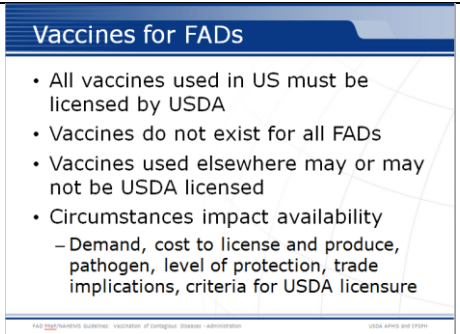 Vaccines for FADs
• All vaccines used in US must be
licensed by USDA
• Vaccines do not exist for all FADs
• Vaccines used elsewhere may or may
not be USDA licensed
• Circumstances impact availability
– Demand, cost to license and produce,
pathogen, level of protection, trade
implications, criteria for USDA licensure
FAD PReP/NAHEMS Guidelines: Vaccination of Contagious Diseases -Administration
USDA APHIS and CFSPH